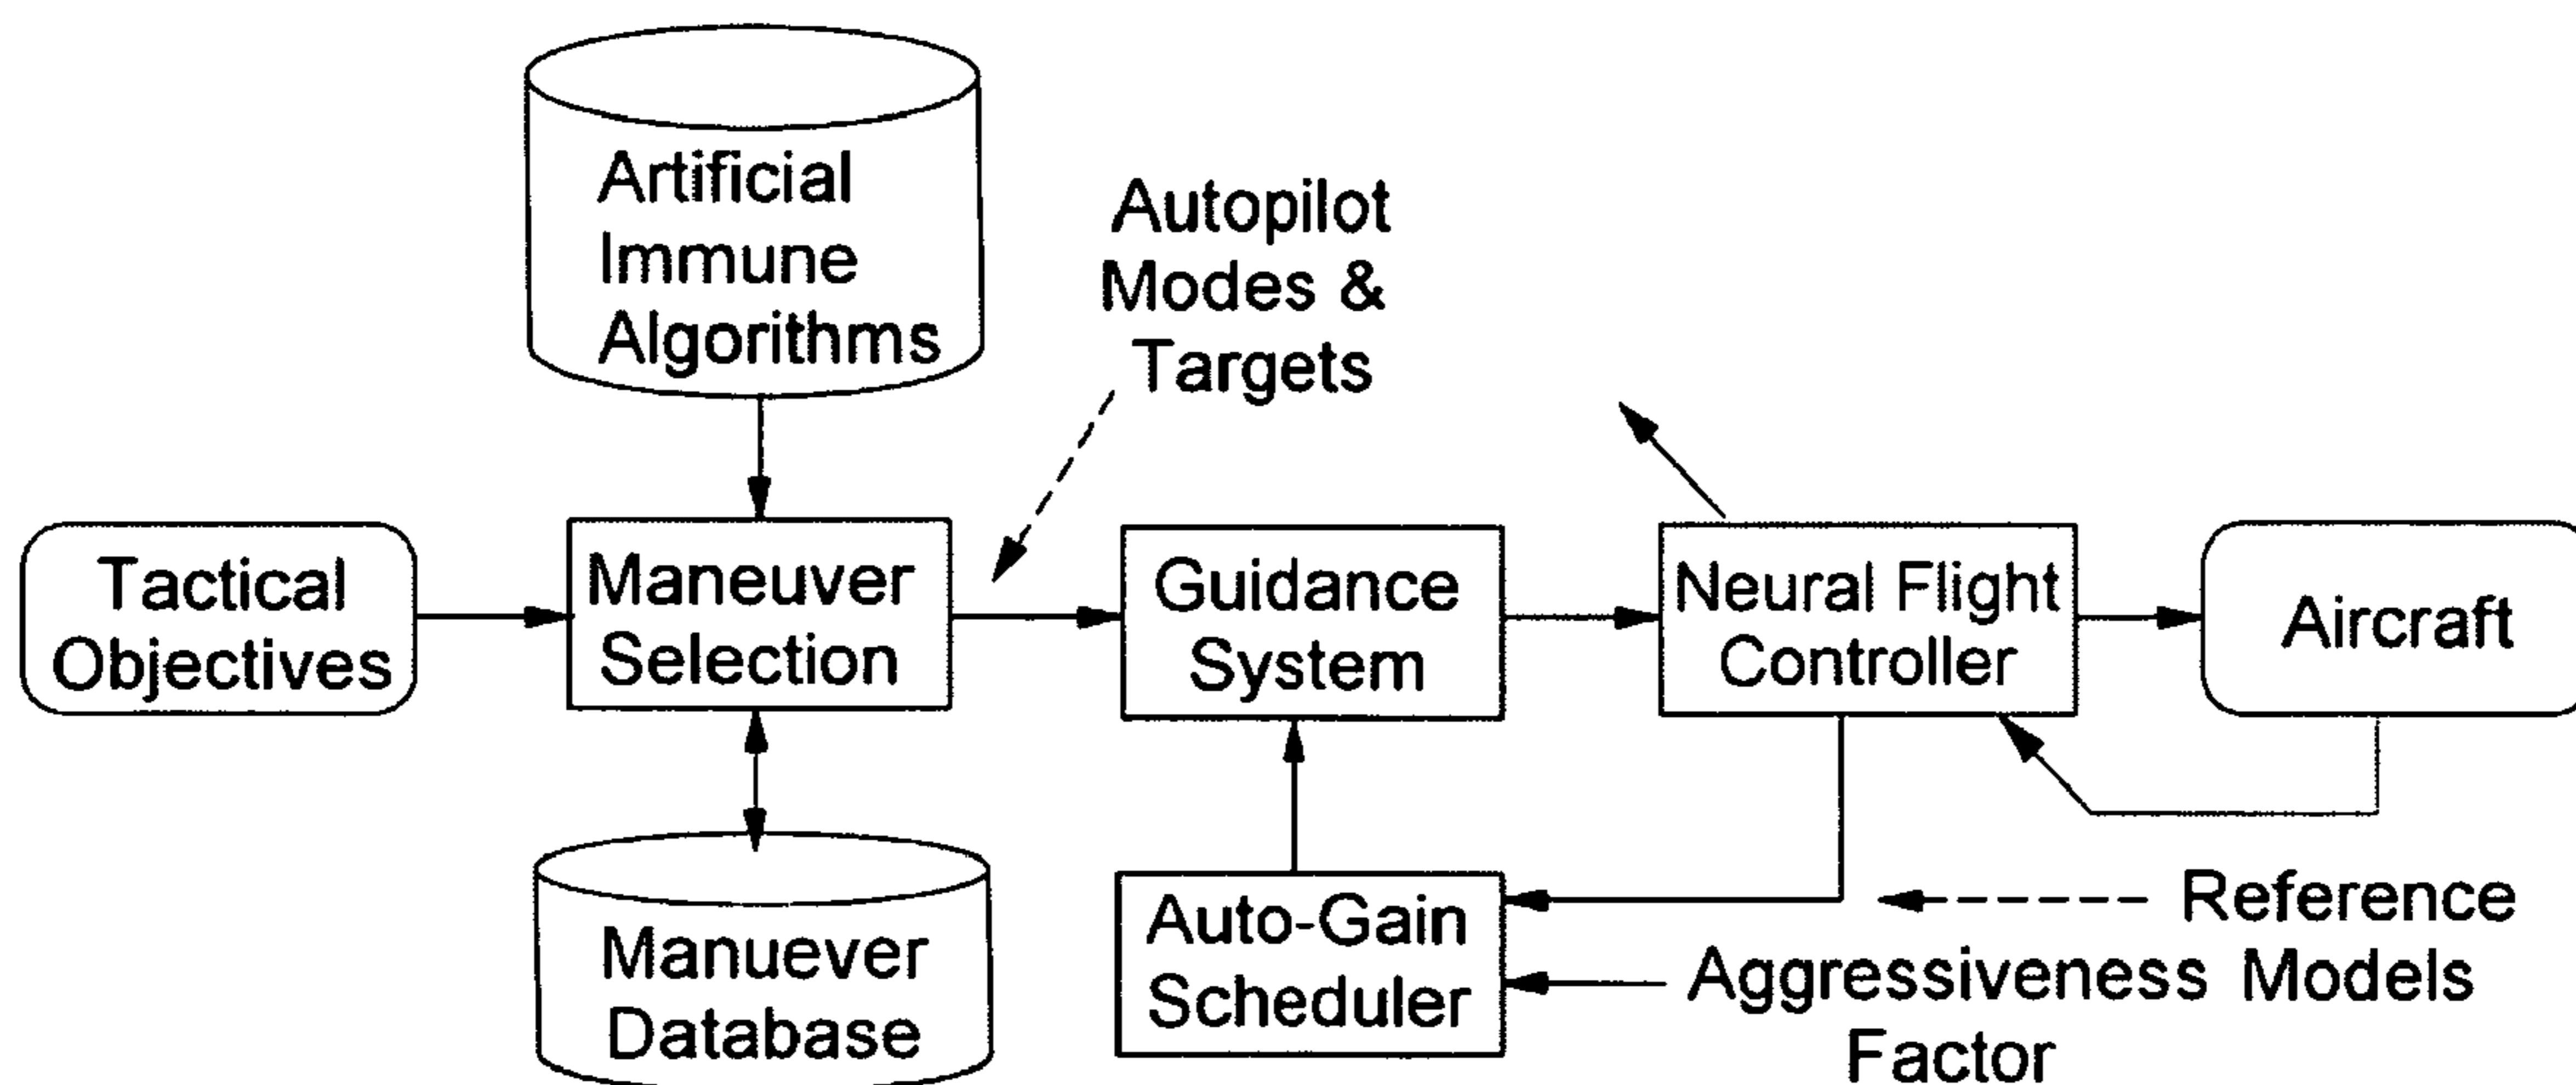 Artificial
Immune
Algorithms
Autopilot
Modes &
Targets
Tactical
Objectives
Maneuver
Selection
Guidance
System
Neural Flight
Controller
Aircraft
Manuever
Database
Auto-Gain
Scheduler
Reference
Models
Aggressiveness
Factor